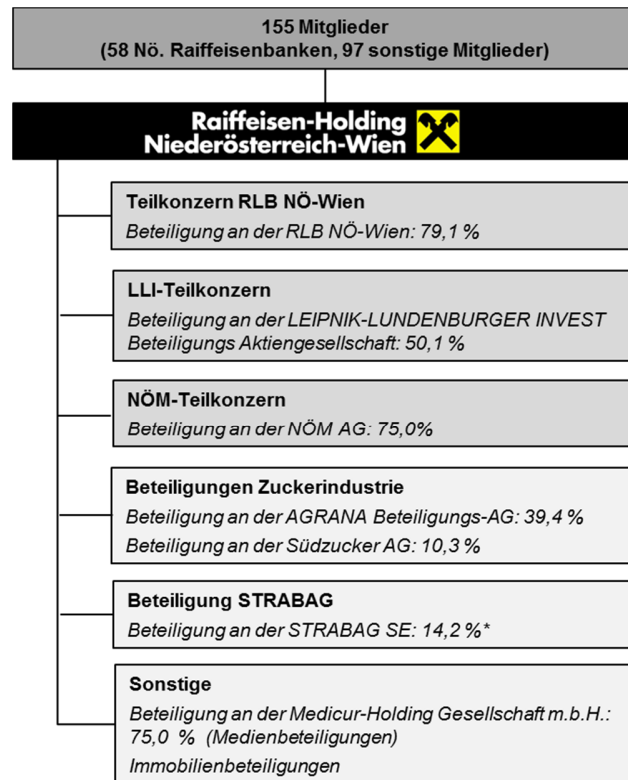 155 Mitglieder
(58 Nö. Raiffeisenbanken, 97 sonstige Mitglieder)
Raiffeisen-Holding
Niederösterreich-Wien
Teilkonzern RLB NÖ-Wien
Beteiligung an der RLB NÖ-Wien: 79,1 %
LLI-Teilkonzern
Beteiligung an der LEIPNIK-LUNDENBURGER INVEST
Beteiligungs Aktiengesellschaft: 50,1 %
NÖM-Teilkonzern
Beteiligung an der NÖM AG: 75,0%
Beteiligungen Zuckerindustrie
Beteiligung an der AGRANA Beteiligungs-AG: 39,4 %
Beteiligung an der Südzucker AG: 10,3 %
Beteiligung STRABAG
Beteiligung an der STRABAG SE: 14,2 %*
Sonstige
Beteiligung an der Medicur-Holding Gesellschaft m.b.H.:
75,0 % (Medienbeteiligungen)
Immobilienbeteiligungen